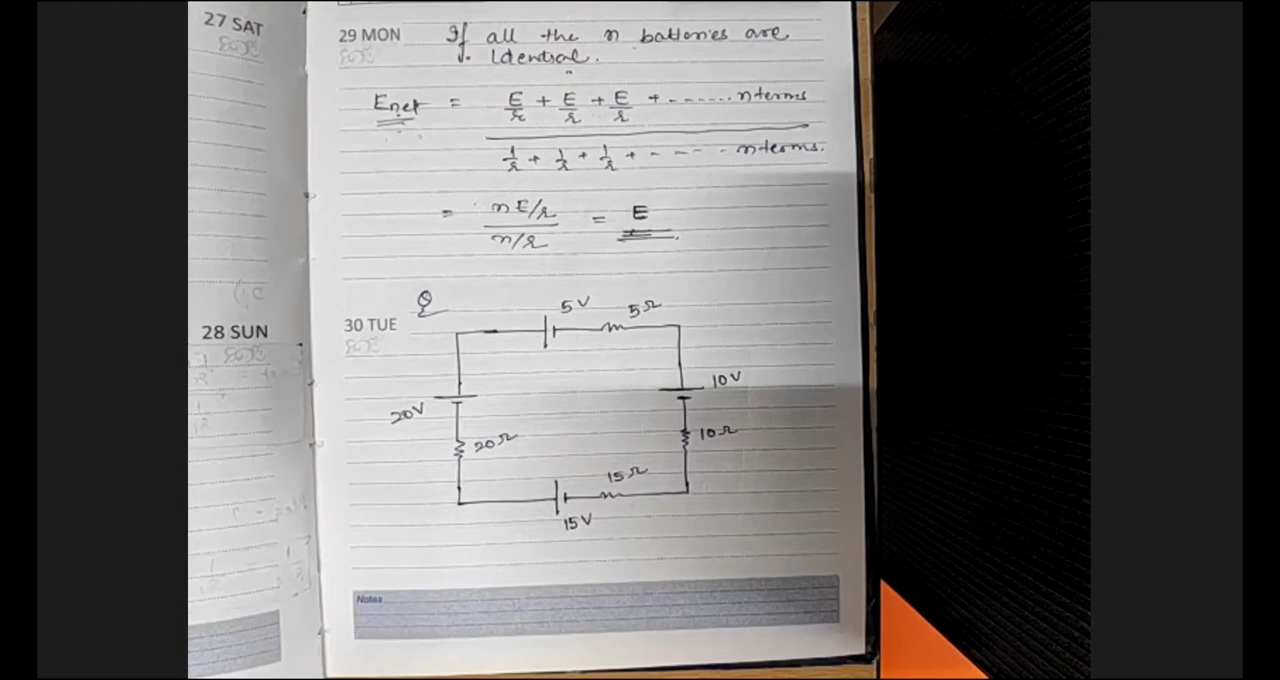 27 SAT
28 SUN
29 MON If all the n batteries are
Identical.
Enet = E/r + E/r + E/r + ------ n terms
1/r + 1/r + 1/r + - - - - n terms.
= nE/r / n/r = E
Q
30 TUE
5V 5Ω
10V
20V
20Ω 10Ω
15Ω
15V
Notes